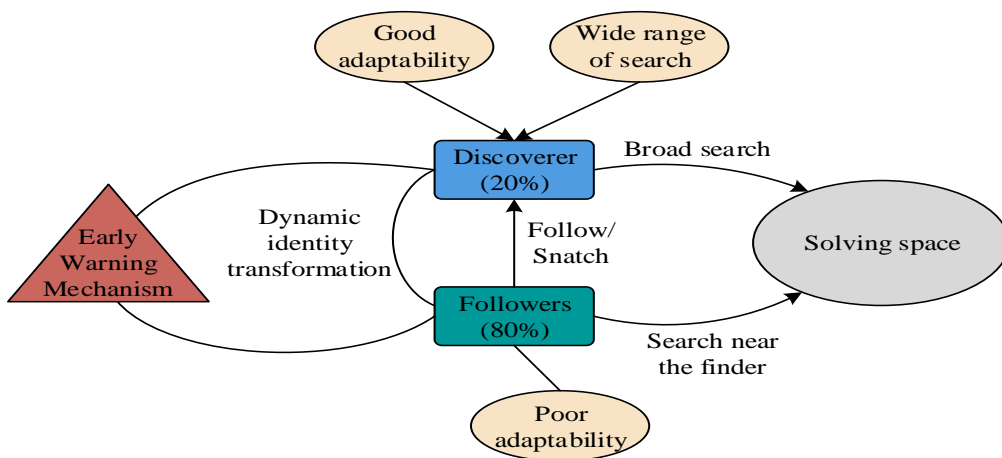 Good
adaptability
Wide range
of search
Discoverer
(20%)
Broad search
Early
Warning
Mechanism
Dynamic
identity
transformation
Follow/
Snatch
Solving space
Followers
(80%)
Search near
the finder
Poor
adaptability